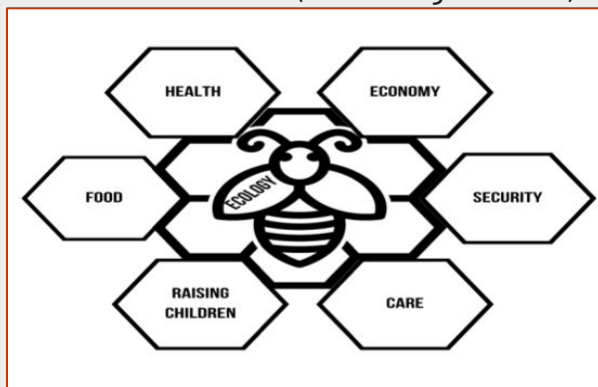 HEALTH
ECONOMY
FOOD
ECOLOGY
SECURITY
RAISING
CHILDREN
CARE